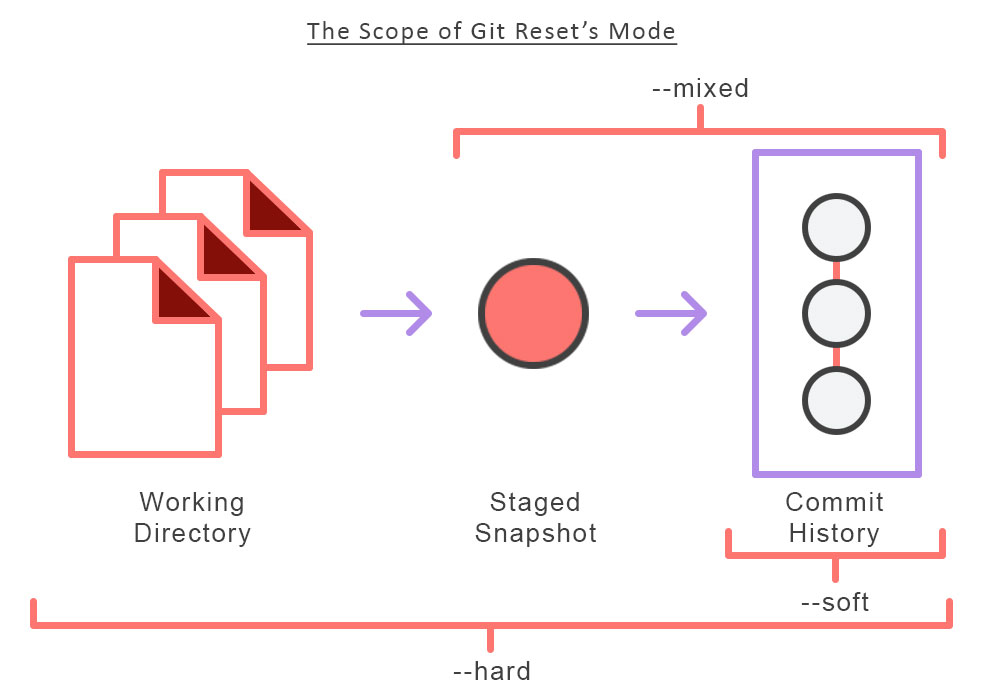 The Scope of Git Reset’s Mode
--mixed
Working
Directory
Staged
Snapshot
Commit
History
--soft
--hard